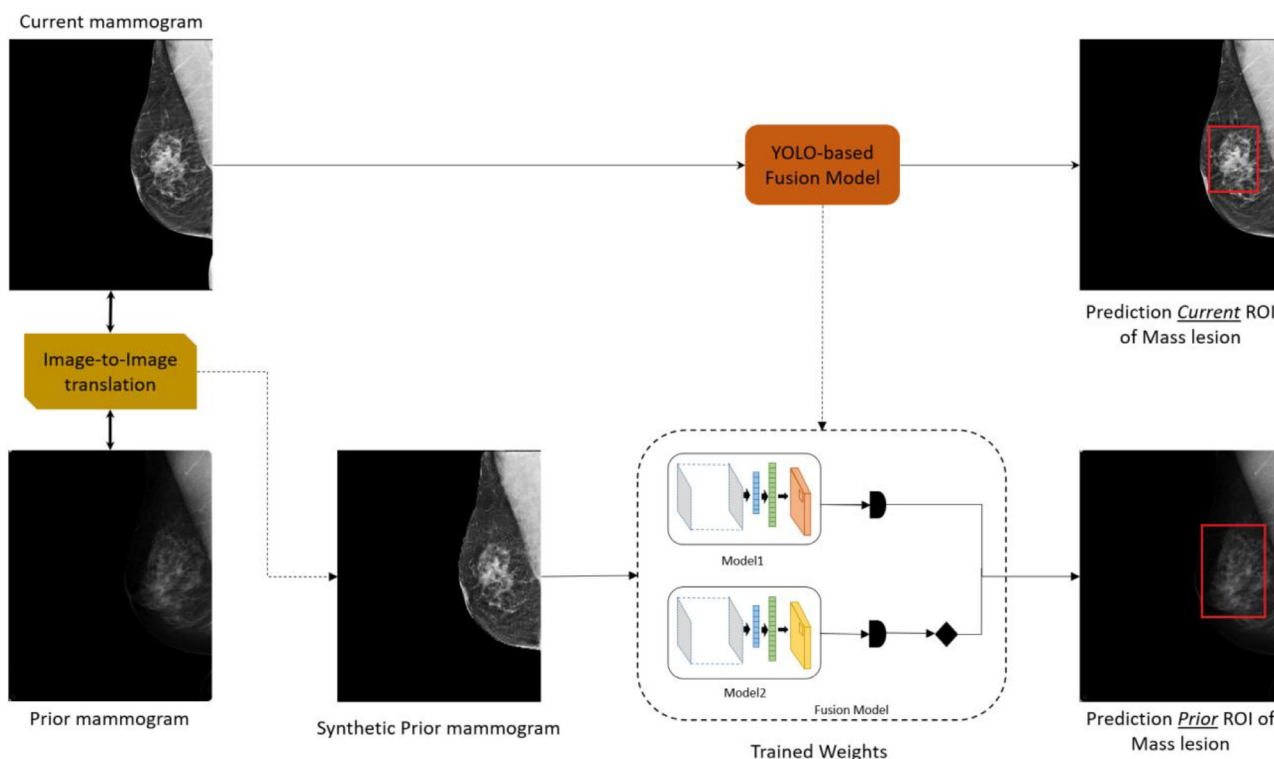 Current mammogram
YOLO-based
Fusion Model
Prediction Current ROI
of Mass lesion
Image-to-Image
translation
Model1
Model2
Fusion Model
Prior mammogram
Synthetic Prior mammogram
Trained Weights
Prediction Prior ROI of
Mass lesion